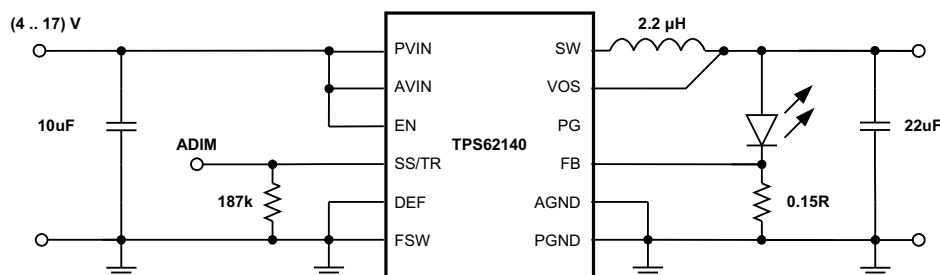 (4 .. 17) V
2.2 µH
PVIN
SW
AVIN
VOS
10uF
EN
PG
22uF
TPS62140
ADIM
SS/TR
FB
187k
DEF
AGND
0.15R
FSW
PGND